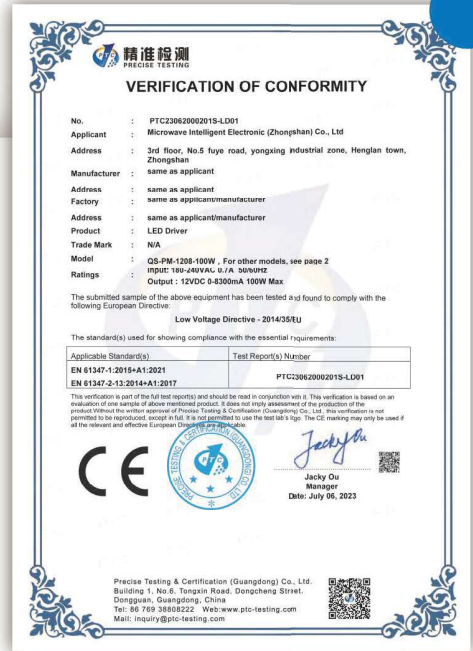 精准检测
PRECISE TESTING
VERIFICATION OF CONFORMITY
No. : PTC23062000201S-LD01
Applicant : Microwave Intelligent Electronic (Zhongshan) Co., Ltd
Address : 3rd floor, No.5 fuye road, yongxing industrial zone, Henglan town,
Zhongshan
Manufacturer : same as applicant
Address : same as applicant
Factory : same as applicant/manufacturer
Address : same as applicant/manufacturer
Product : LED Driver
Trade Mark : N/A
Model : QS-PM-1208-100W , For other models, see page 2
Ratings : Input: 180-240VAC 0.7A 50/60Hz
Output : 12VDC 0-8300mA 100W Max
The submitted sample of the above equipment has been tested and found to comply with the
following European Directive:
Low Voltage Directive - 2014/35/EU
The standard(s) used for showing compliance with the essential rquirements:
Applicable Standard(s) Test Report(s) Number
EN 61347-1:2015+A1:2021
EN 61347-2-13:2014+A1:2017
PTC23062000201S-LD01
This verification is part of the full test report(s) and should be read in conjunction with it. This verification is based on an
evaluation of one sample of above mentioned product. It does not imply assessment of the production of the
product.Without the written approval of Precise Testing & Certification (Guangdong) Co., Ltd., this verification is not
permitted to be reproduced, except in full. It is not permitted to use the test lab's logo. The CE marking may only be used if
all the relevant and effective European Directives are applicable.
CE
PRECISE TESTING & CERTIFICATION (GUANGDONG) CO., LTD.
PTC
Jacky Ou
Jacky Ou
Manager
Date: July 06, 2023
Precise Testing & Certification (Guangdong) Co., Ltd.
Building 1, No.6, Tongxin Road, Dongcheng Street.
Dongguan, Guangdong, China
Tel: 86 769 38808222 Web:www.ptc-testing.com
Mail: inquiry@ptc-testing.com